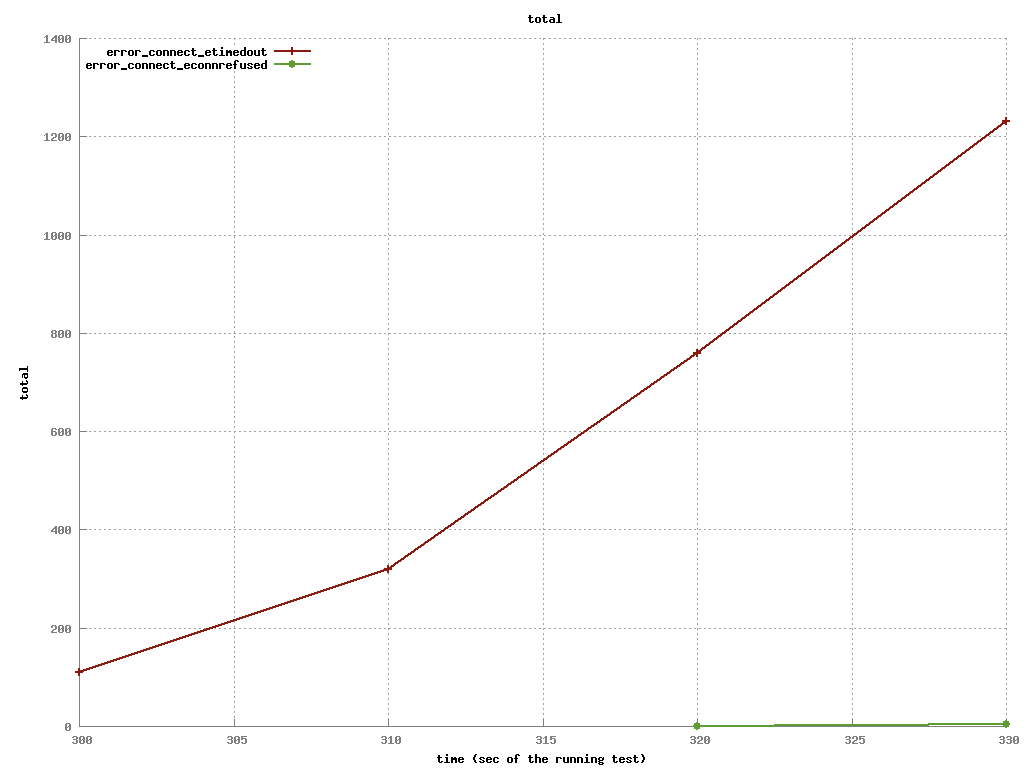 total
error_connect_etimedout
error_connect_econnrefused
1400
1200
1000
800
600
400
200
0
total
300 305 310 315 320 325 330
time (sec of the running test)